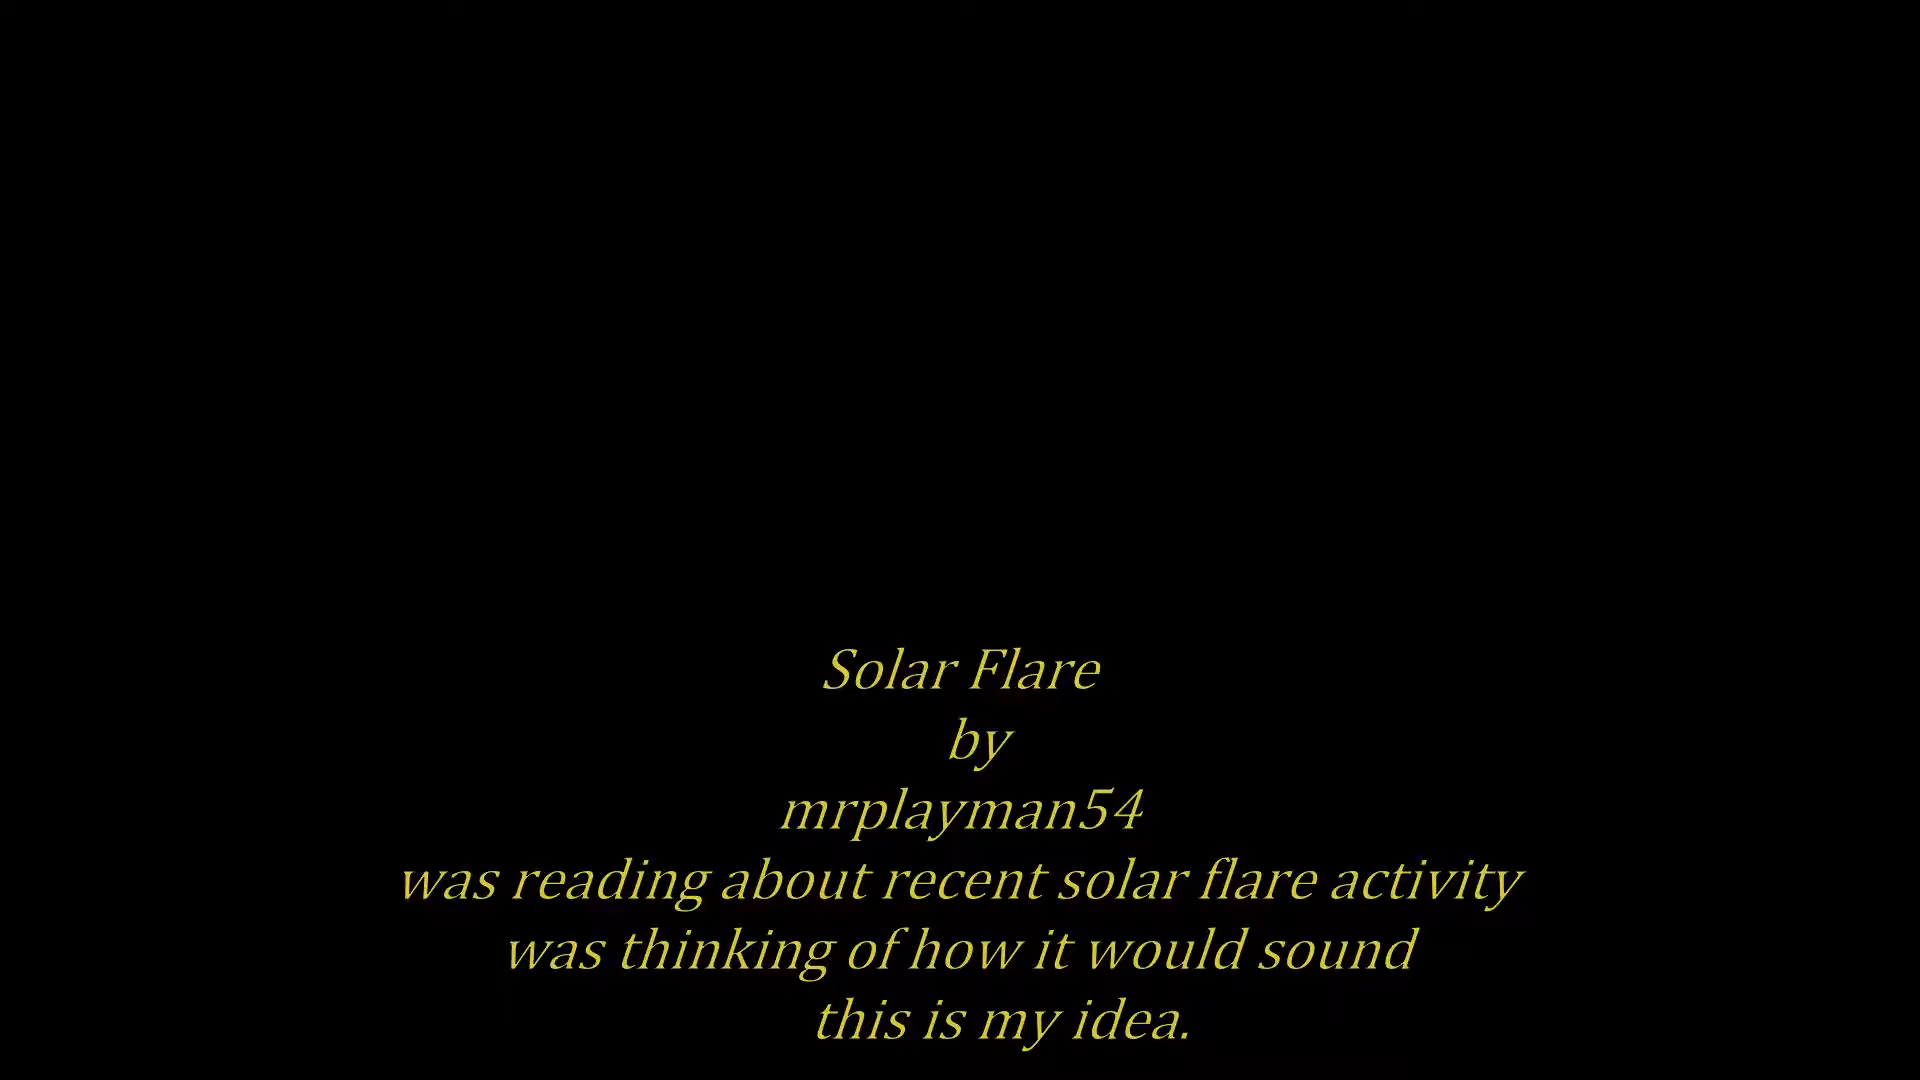 Solar Flare
by
mrplayman54
was reading about recent solar flare activity
was thinking of how it would sound
this is my idea.